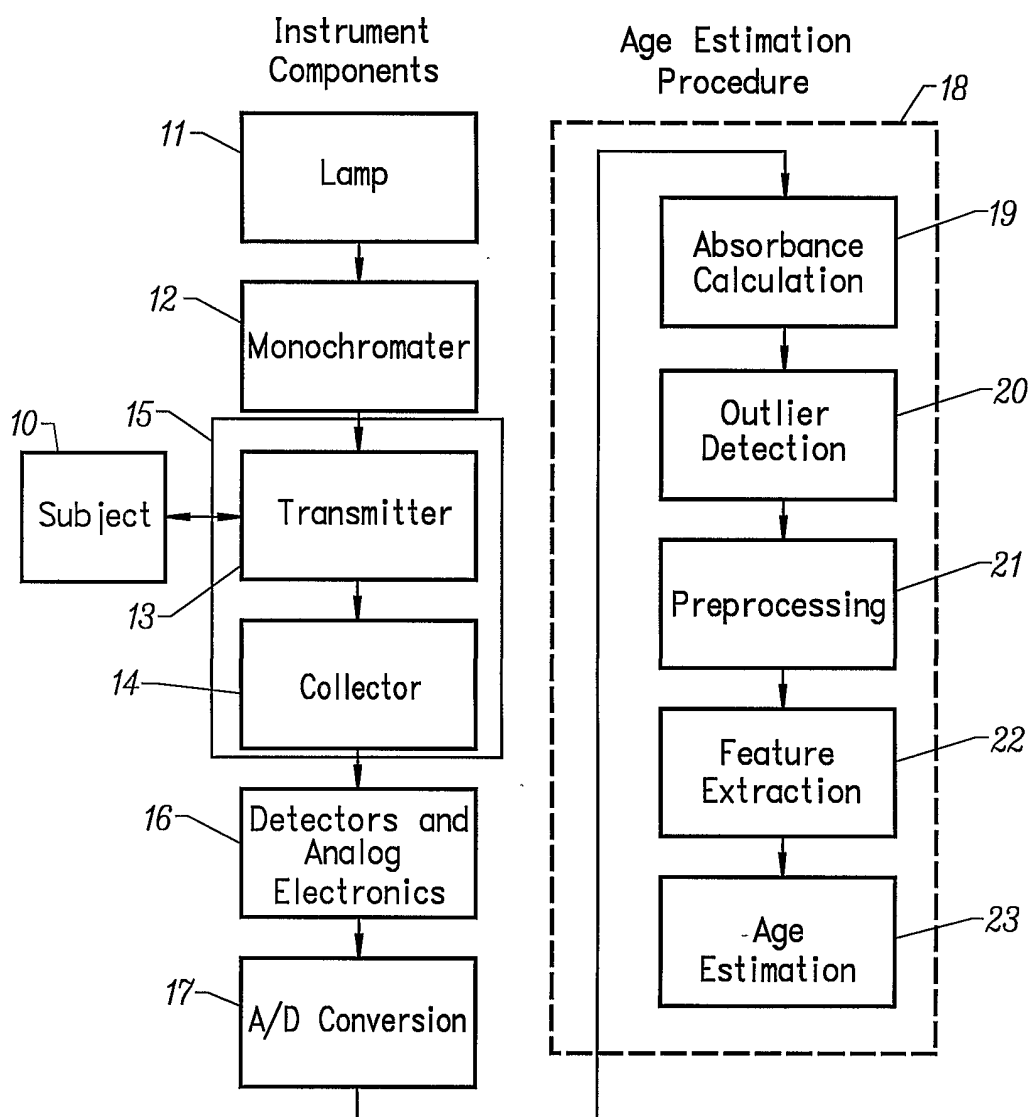 Instrument
Components
11
Lamp
12
Monochromater
15
10
Subject
Transmitter
13
14
Collector
16
Detectors and
Analog
Electronics
17
A/D Conversion
Age Estimation
Procedure
18
19
Absorbance
Calculation
20
Outlier
Detection
21
Preprocessing
22
Feature
Extraction
23
Age
Estimation